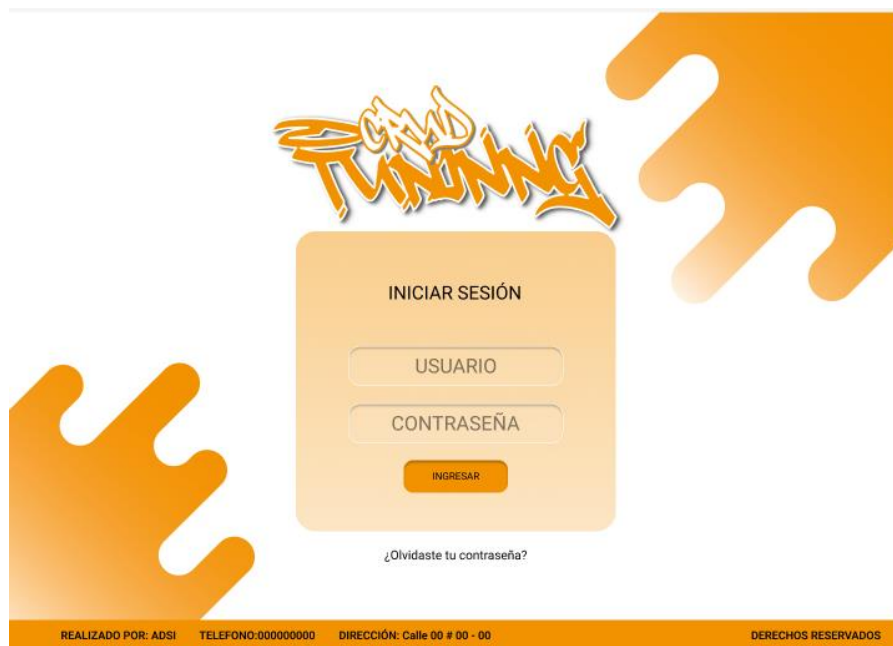 INICIAR SESIÓN
USUARIO
CONTRASEÑA
INGRESAR
¿Olvidaste tu contraseña?
REALIZADO POR: ADSI TELEFONO:000000000 DIRECCIÓN: Calle 00 # 00 - 00 DERECHOS RESERVADOS